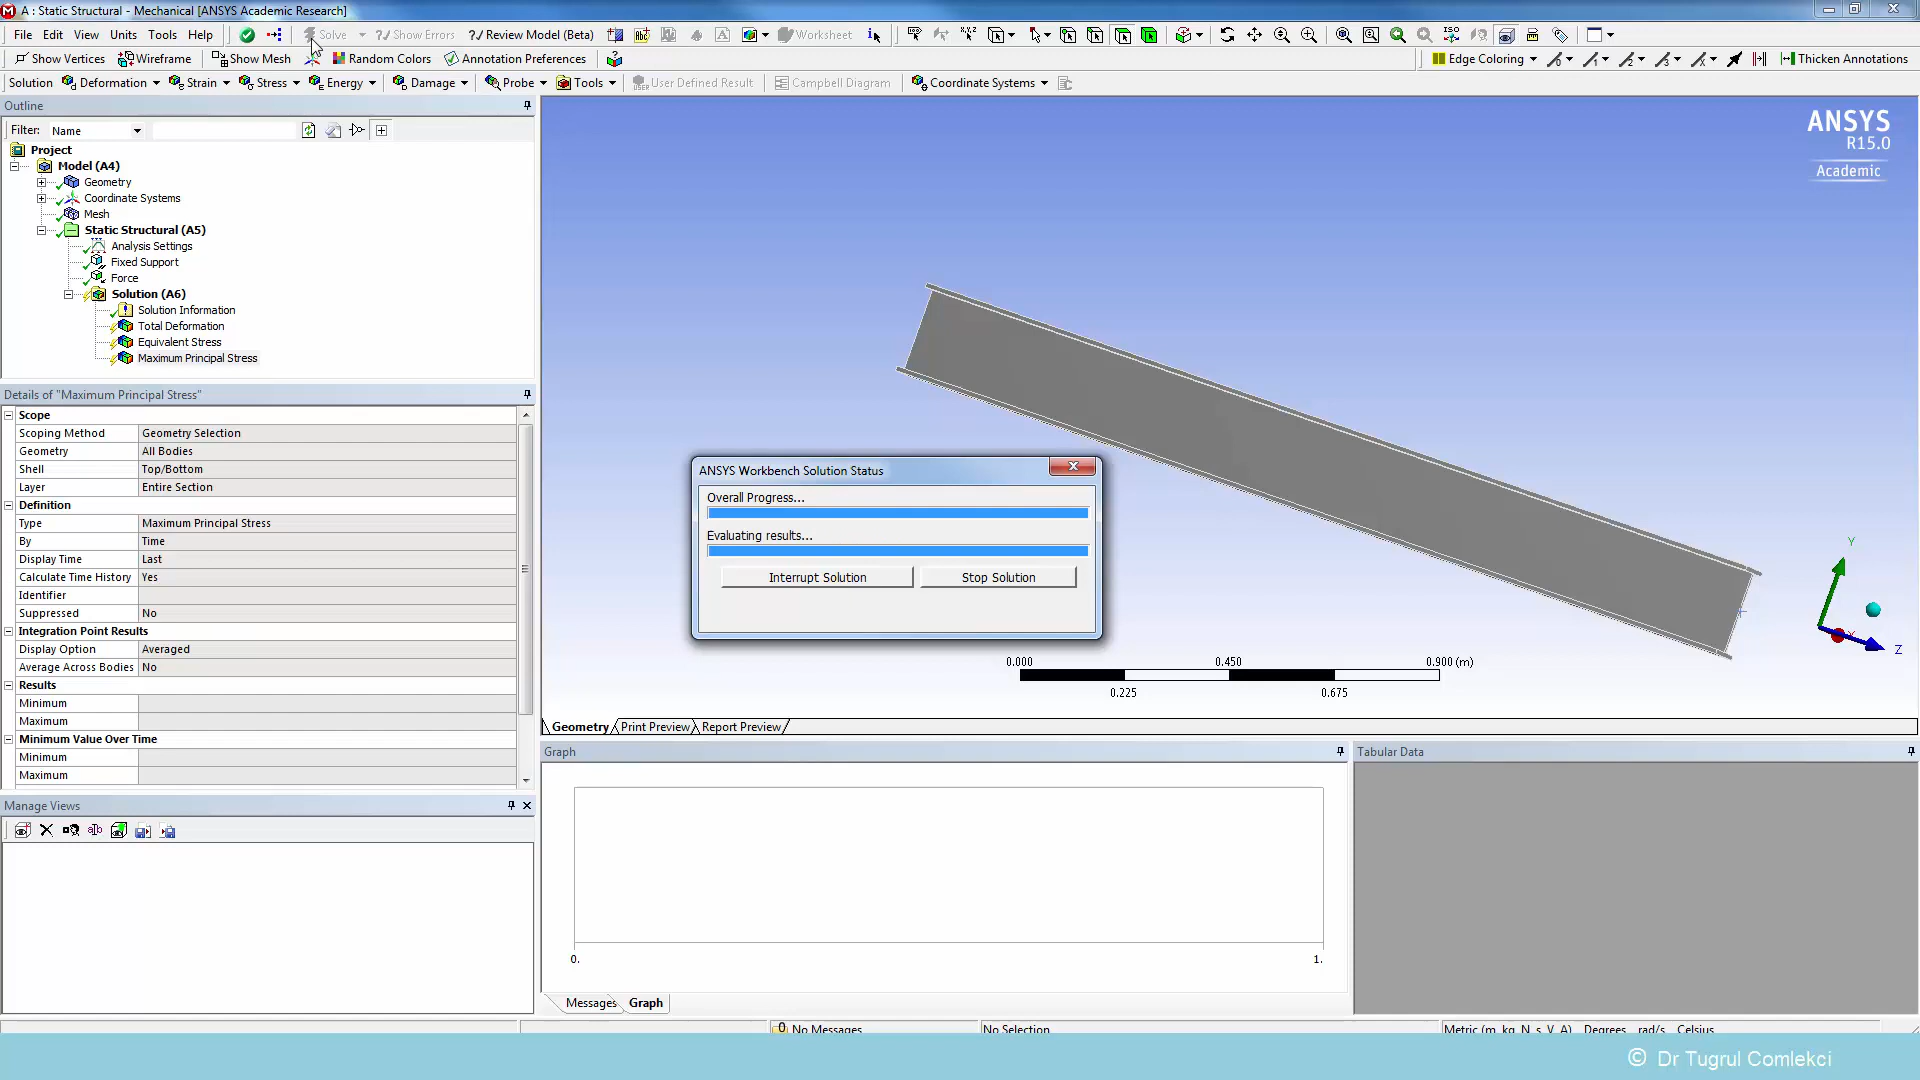 A : Static Structural - Mechanical [ANSYS Academic Research]
File Edit View Units Tools Help Solve Show Errors Review Model (Beta) Worksheet
Show Vertices Wireframe Show Mesh Random Colors Annotation Preferences Edge Coloring Thicken Annotations
Solution Deformation Strain Stress Energy Damage Probe Tools User Defined Result Campbell Diagram Coordinate Systems
Outline
Filter: Name
Project
Model (A4)
Geometry
Coordinate Systems
Mesh
Static Structural (A5)
Analysis Settings
Fixed Support
Force
Solution (A6)
Solution Information
Total Deformation
Equivalent Stress
Maximum Principal Stress
Details of "Maximum Principal Stress"
Scope
Scoping Method Geometry Selection
Geometry All Bodies
Shell Top/Bottom
Layer Entire Section
Definition
Type Maximum Principal Stress
By Time
Display Time Last
Calculate Time History Yes
Identifier
Suppressed No
Integration Point Results
Display Option Averaged
Average Across Bodies No
Results
Minimum
Maximum
Minimum Value Over Time
Minimum
Maximum
Manage Views
ANSYS
R15.0
Academic
ANSYS Workbench Solution Status
Overall Progress...
Evaluating results...
Interrupt Solution Stop Solution
Y
X
Z
0.000 0.450 0.900 (m)
0.225 0.675
Geometry Print Preview Report Preview
Graph
0. 1.
Messages Graph
Tabular Data
No Messages No Selection Metric (m, kg, N, s, V, A) Degrees rad/s Celsius
© Dr Tugrul Comlekci